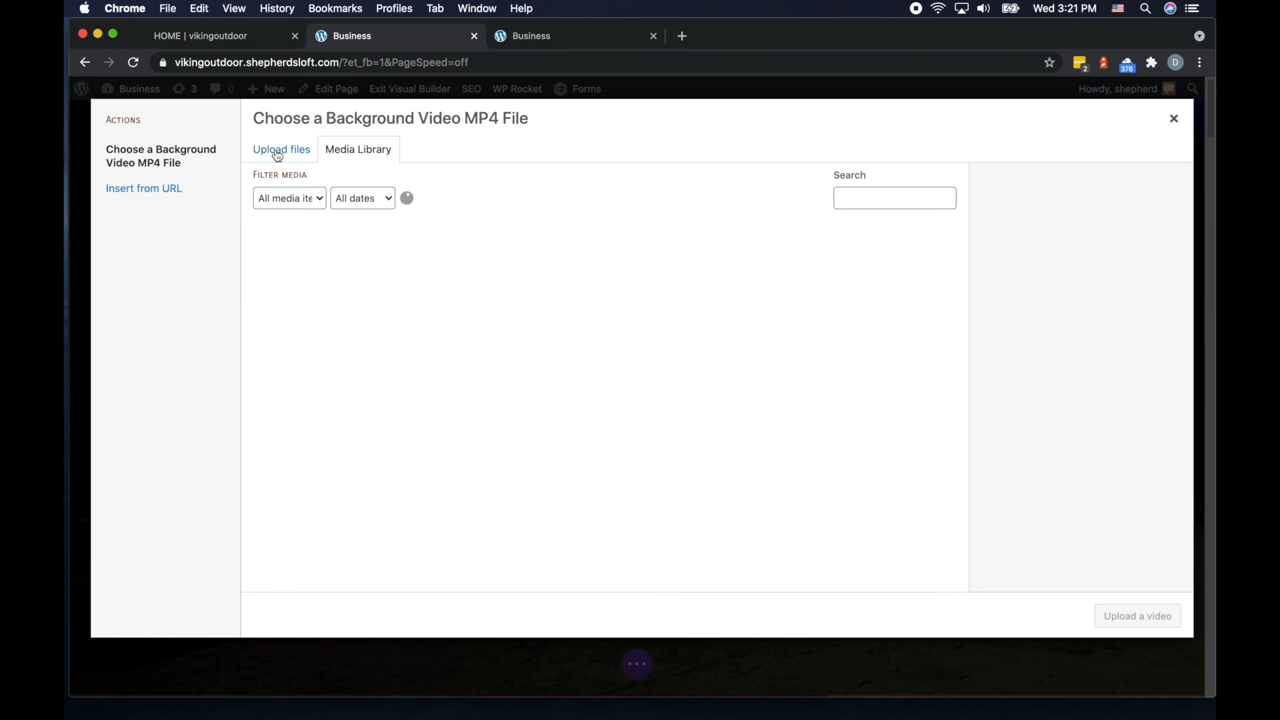 Chrome File Edit View History Bookmarks Profiles Tab Window Help Wed 3:21 PM
HOME | vikingoutdoor Business Business
vikingoutdoor.shepherdsloft.com/?et_fb=1&PageSpeed=off 2 376 D
Business 3 0 New Edit Page Exit Visual Builder SEO WP Rocket Forms Howdy, shepherd
ACTIONS
Choose a Background Video MP4 File
Choose a Background
Video MP4 File
Upload files Media Library
Insert from URL
FILTER MEDIA
Search
All media ite All dates
Upload a video